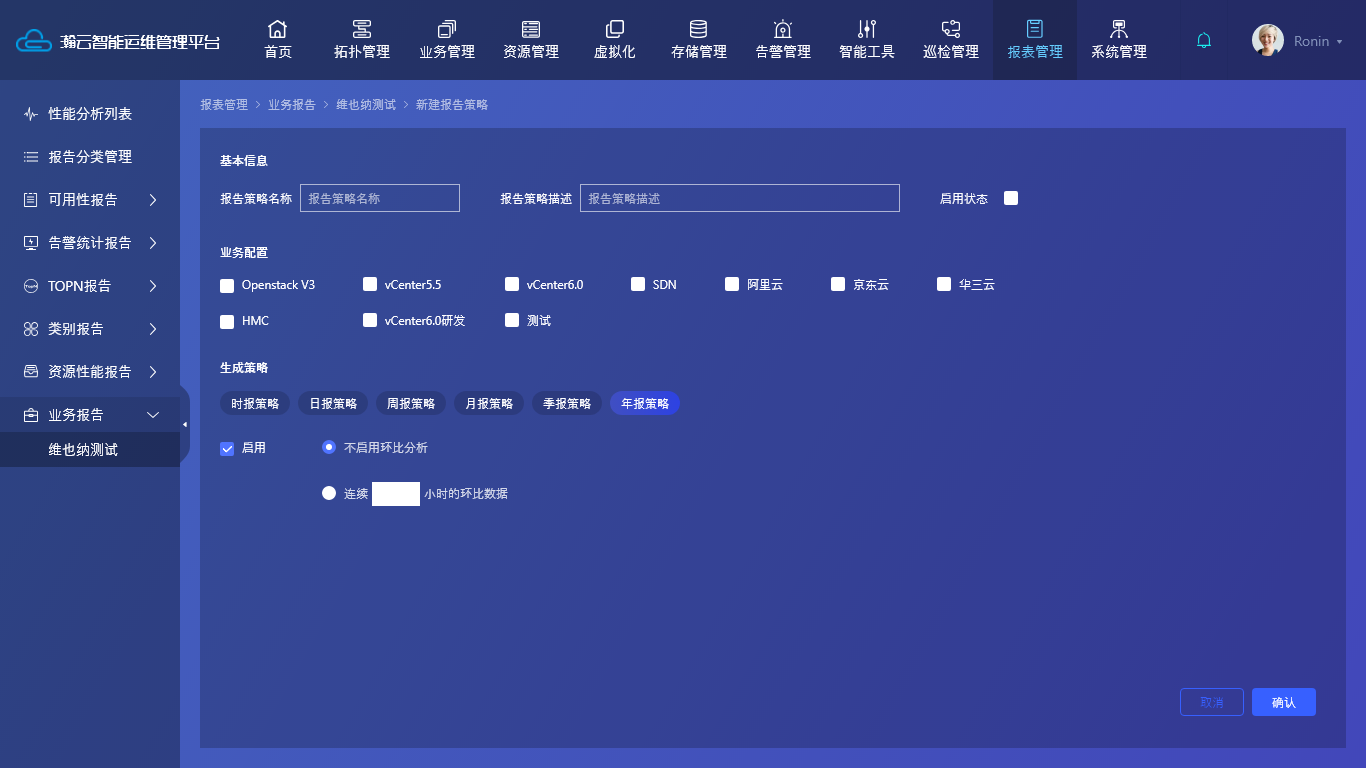 瀚云智能运维管理平台
首页 拓扑管理 业务管理 资源管理 虚拟化 存储管理 告警管理 智能工具 巡检管理 报表管理 系统管理 Ronin
性能分析列表
报告分类管理
可用性报告
告警统计报告
TOPN报告
类别报告
资源性能报告
业务报告
维也纳测试
报表管理 > 业务报告 > 维也纳测试 > 新建报告策略
基本信息
报告策略名称 报告策略名称 报告策略描述 报告策略描述 启用状态
业务配置
Openstack V3 vCenter5.5 vCenter6.0 SDN 阿里云 京东云 华三云
HMC vCenter6.0研发 测试
生成策略
时报策略 日报策略 周报策略 月报策略 季报策略 年报策略
启用 不启用环比分析
连续 小时的环比数据
取消 确认